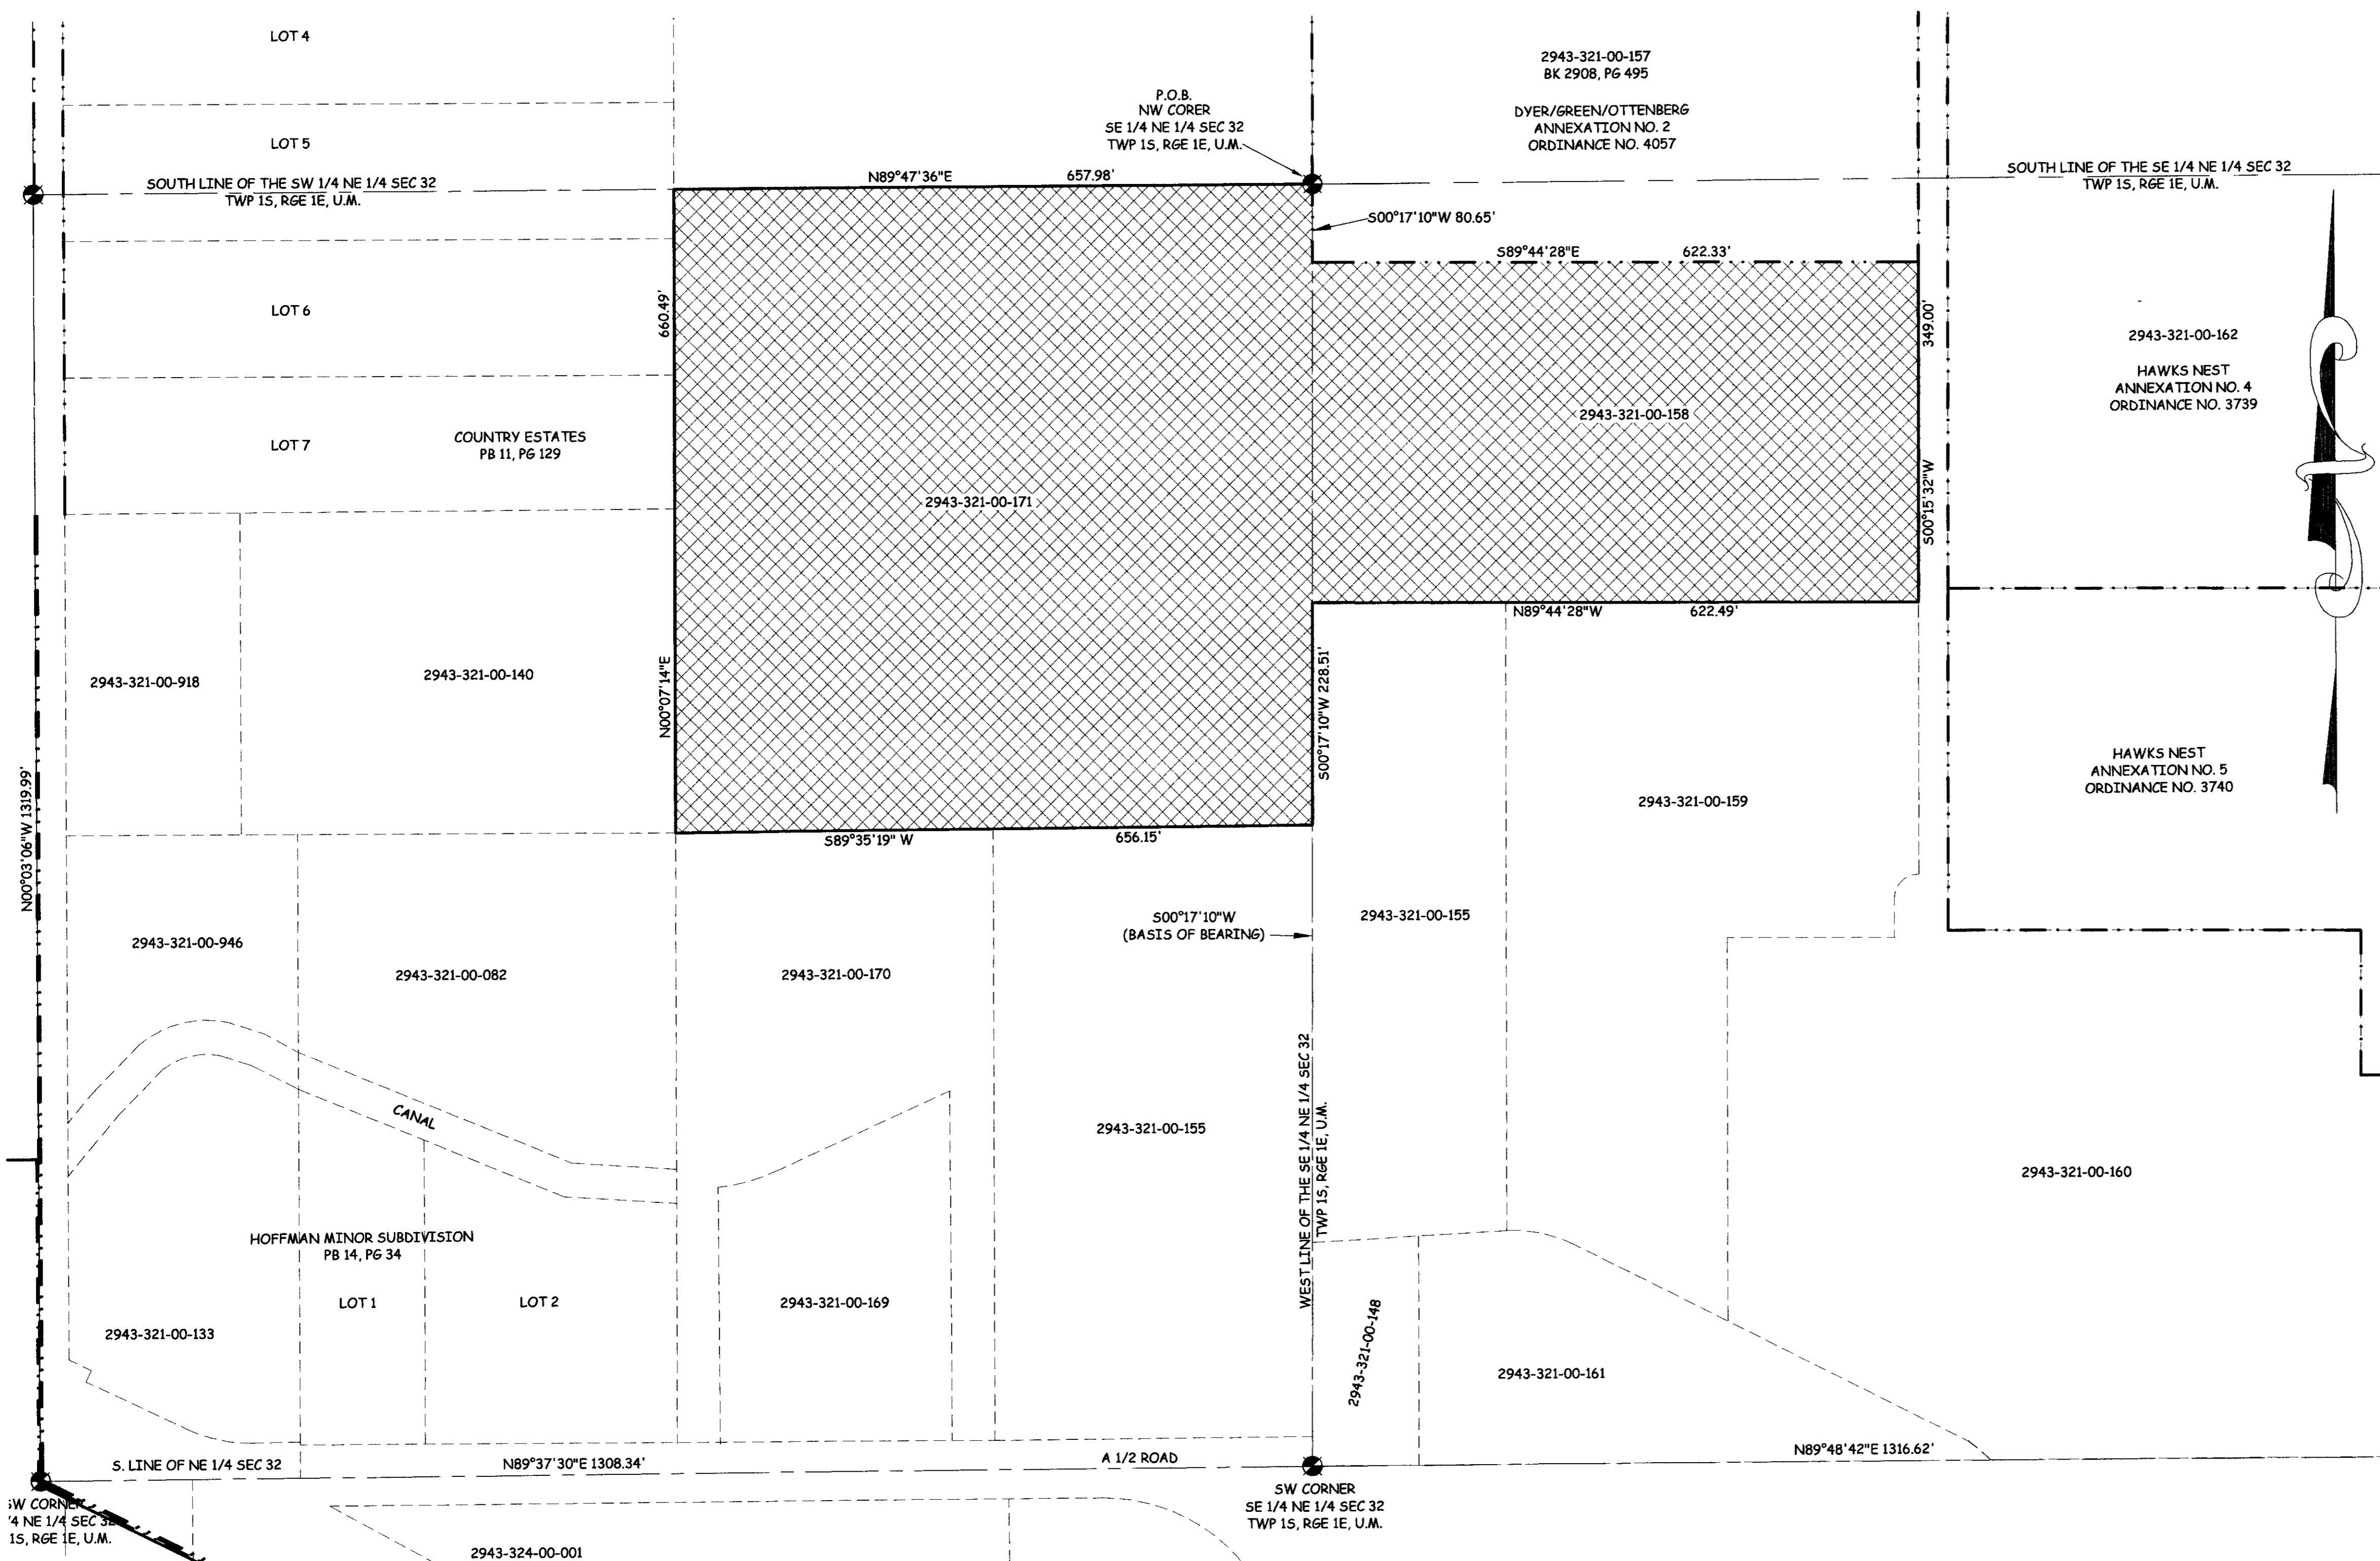 LOT 4
LOT 5
SOUTH LINE OF THE SW 1/4 NE 1/4 SEC 32
TWP 1S, RGE 1E, U.M.
LOT 6
LOT 7
COUNTRY ESTATES
PB 11, PG 129
P.O.B.
NW CORER
SE 1/4 NE 1/4 SEC 32
TWP 1S, RGE 1E, U.M.
2943-321-00-157
BK 2908, PG 495
DYER/GREEN/OTTENBERG
ANNEXATION NO. 2
ORDINANCE NO. 4057
SOUTH LINE OF THE SE 1/4 NE 1/4 SEC 32
TWP 1S, RGE 1E, U.M.
N89°47'36"E 657.98'
S00°17'10"W 80.65'
S89°44'28"E 622.33'
660.49'
N00°07'14"E
349.00'
S00°15'32"W
2943-321-00-162
HAWKS NEST
ANNEXATION NO. 4
ORDINANCE NO. 3739
2943-321-00-158
2943-321-00-171
N89°44'28"W 622.49'
S00°17'10"W 228.51'
2943-321-00-918
2943-321-00-140
N00°03'06"W 1319.99'
S89°35'19" W 656.15'
2943-321-00-159
HAWKS NEST
ANNEXATION NO. 5
ORDINANCE NO. 3740
S00°17'10"W
(BASIS OF BEARING)
2943-321-00-155
2943-321-00-946
2943-321-00-082
2943-321-00-170
CANAL
2943-321-00-155
WEST LINE OF THE SE 1/4 NE 1/4 SEC 32
TWP 1S, RGE 1E, U.M.
2943-321-00-160
HOFFMAN MINOR SUBDIVISION
PB 14, PG 34
LOT 1
LOT 2
2943-321-00-169
2943-321-00-133
2943-321-00-148
2943-321-00-161
S. LINE OF NE 1/4 SEC 32
N89°37'30"E 1308.34'
A 1/2 ROAD
N89°48'42"E 1316.62'
SW CORNER
'4 NE 1/4 SEC 32
1S, RGE 1E, U.M.
SW CORNER
SE 1/4 NE 1/4 SEC 32
TWP 1S, RGE 1E, U.M.
2943-324-00-001